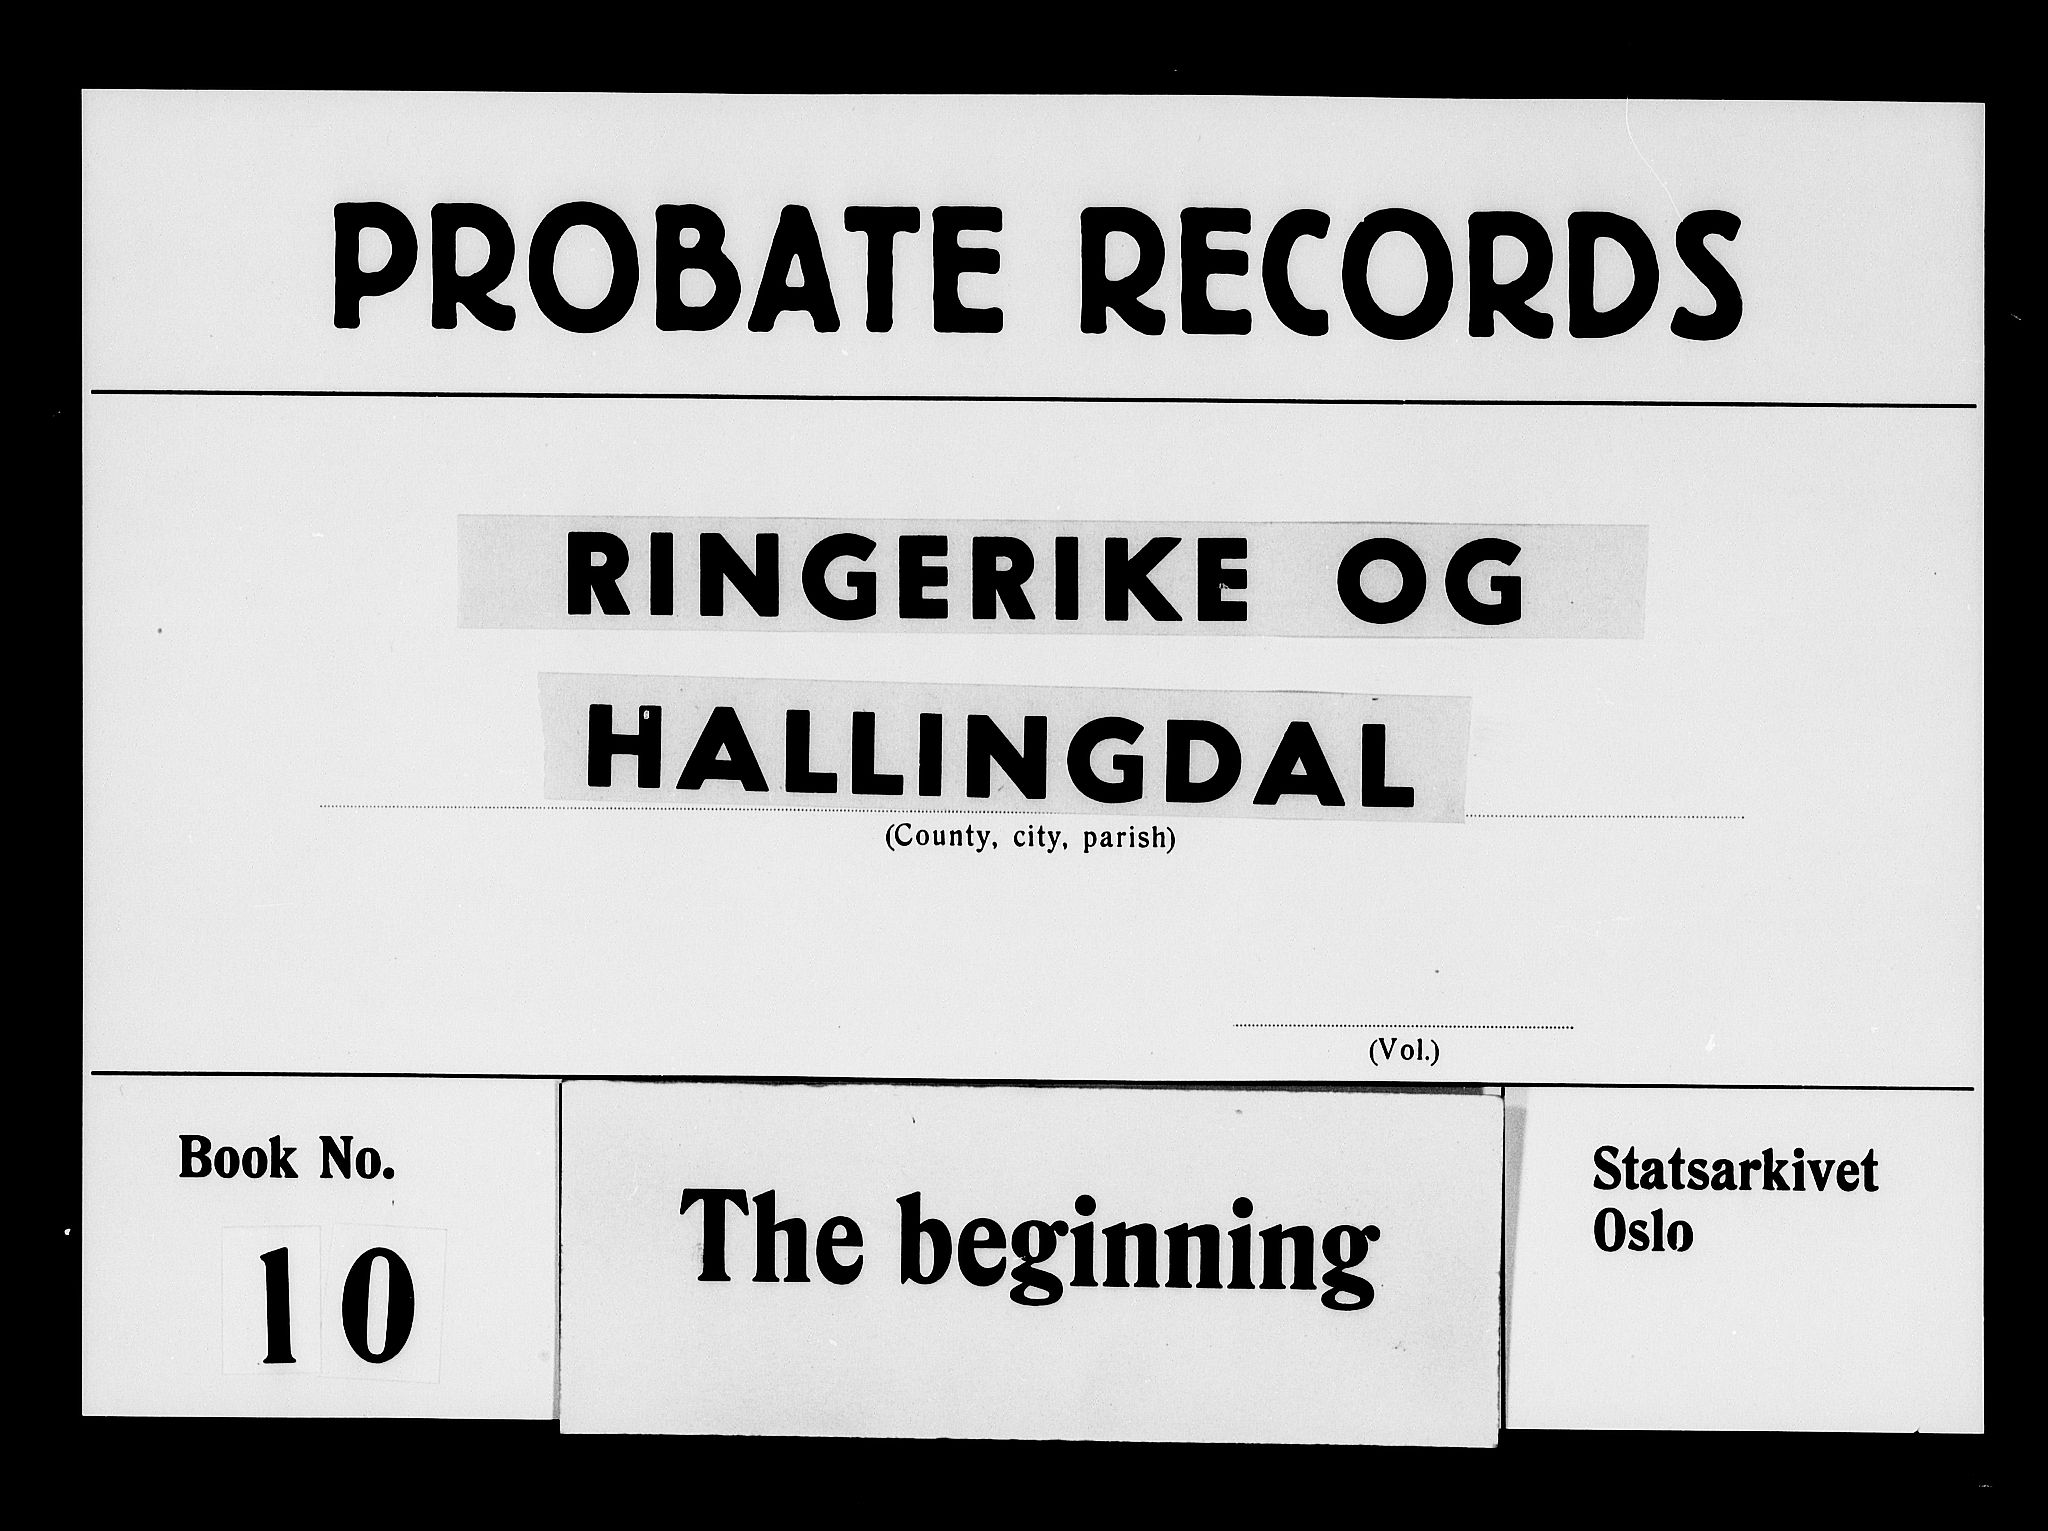 PROBATE RECORDS
RINGERIKE OG
HALLINGDAL
(County, city, parish)
(Vol.)
Book No.
10
The beginning
Statsarkivet
Oslo